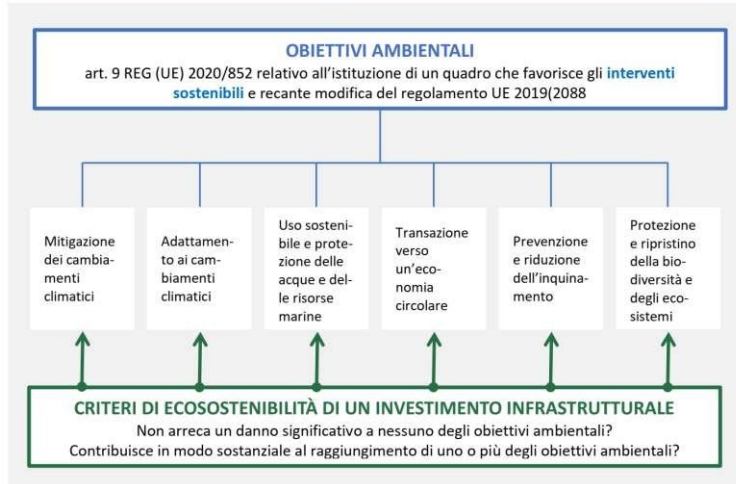 OBIETTIVI AMBIENTALI
art. 9 REG (UE) 2020/852 relativo all'istituzione di un quadro che favorisce gli interventi
sostenibili e recante modifica del regolamento UE 2019(2088
Mitigazione
dei cambia-
menti
climatici
Adattamen-
to ai cam-
biamenti
climatici
Uso sosteni-
bile e prote-
zione delle
acque e del-
le risorse
marine
Transazione
verso
un'eco-
nomia
circolare
Prevenzione
e riduzione
dell'inquina-
mento
Protezione
e ripristino
della bio-
diversità e
degli eco-
sistemi
CRITERI DI ECOSOSTENIBILITÀ DI UN INVESTIMENTO INFRASTRUTTURALE
Non arreca un danno significativo a nessuno degli obiettivi ambientali?
Contribuisce in modo sostanziale al raggiungimento di uno o più degli obiettivi ambientali?